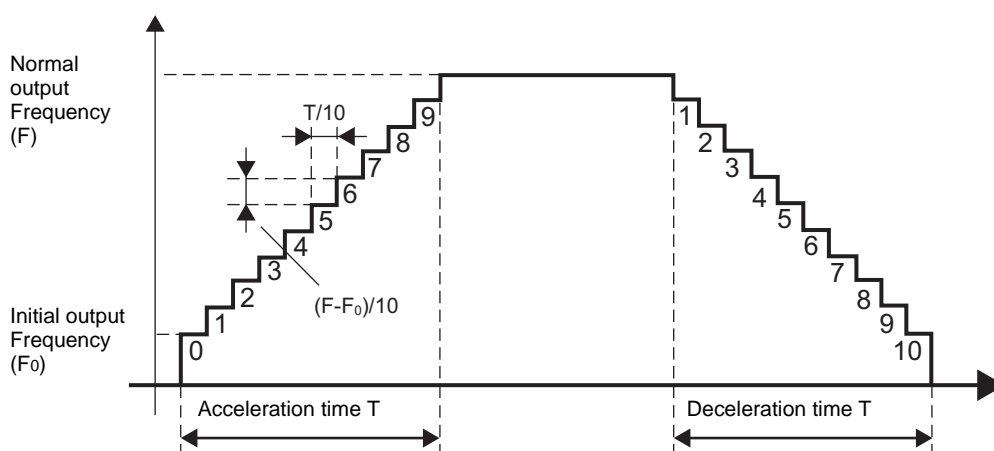 Normal
output
Frequency
(F)
T/10
9
8
7
6
5
4
3
2
1
0
(F-F0)/10
Initial output
Frequency
(F0)
1
2
3
4
5
6
7
8
9
10
Acceleration time T
Deceleration time T